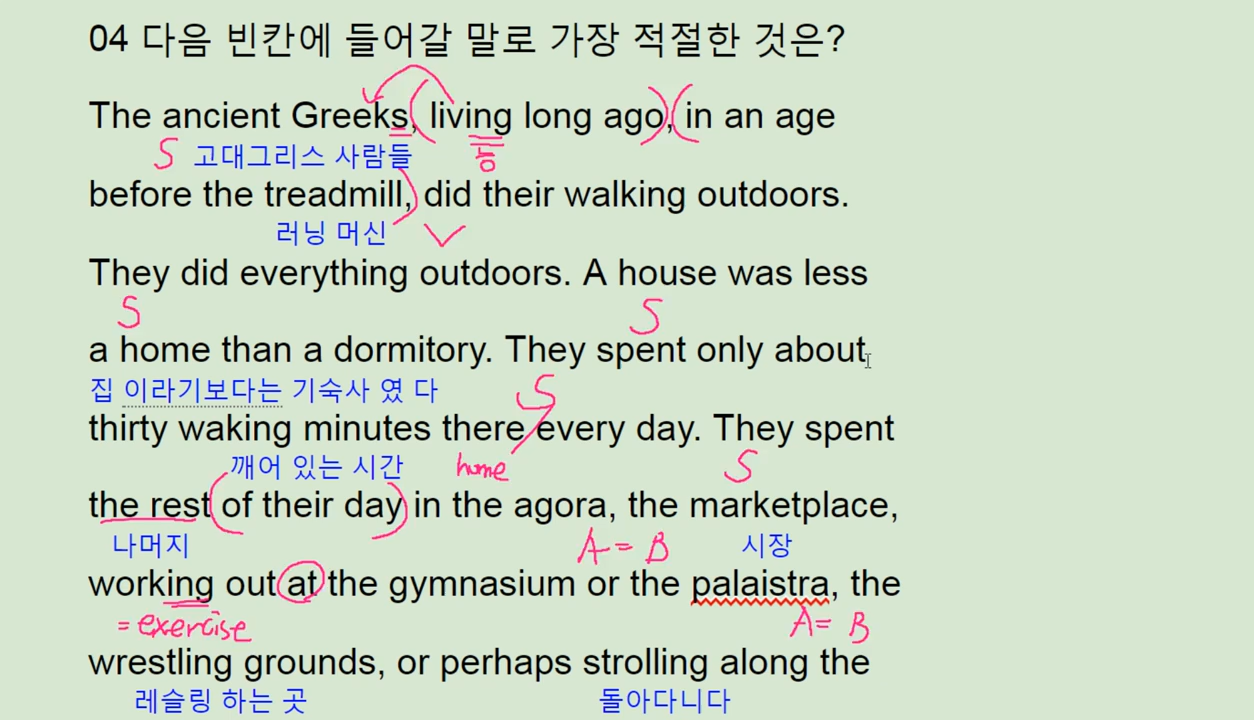 04 다음 빈칸에 들어갈 말로 가장 적절한 것은?
The ancient Greeks, living long ago, in an age
S 고대그리스 사람들 능
before the treadmill, did their walking outdoors.
러닝 머신 V
They did everything outdoors. A house was less
S S
a home than a dormitory. They spent only about
집 이라기보다는 기숙사 였 다 S
thirty waking minutes there every day. They spent
깨어 있는 시간 home S
the rest of their day in the agora, the marketplace,
나머지 A = B 시장
working out at the gymnasium or the palaistra, the
= exercise A = B
wrestling grounds, or perhaps strolling along the
레슬링 하는 곳 돌아다니다